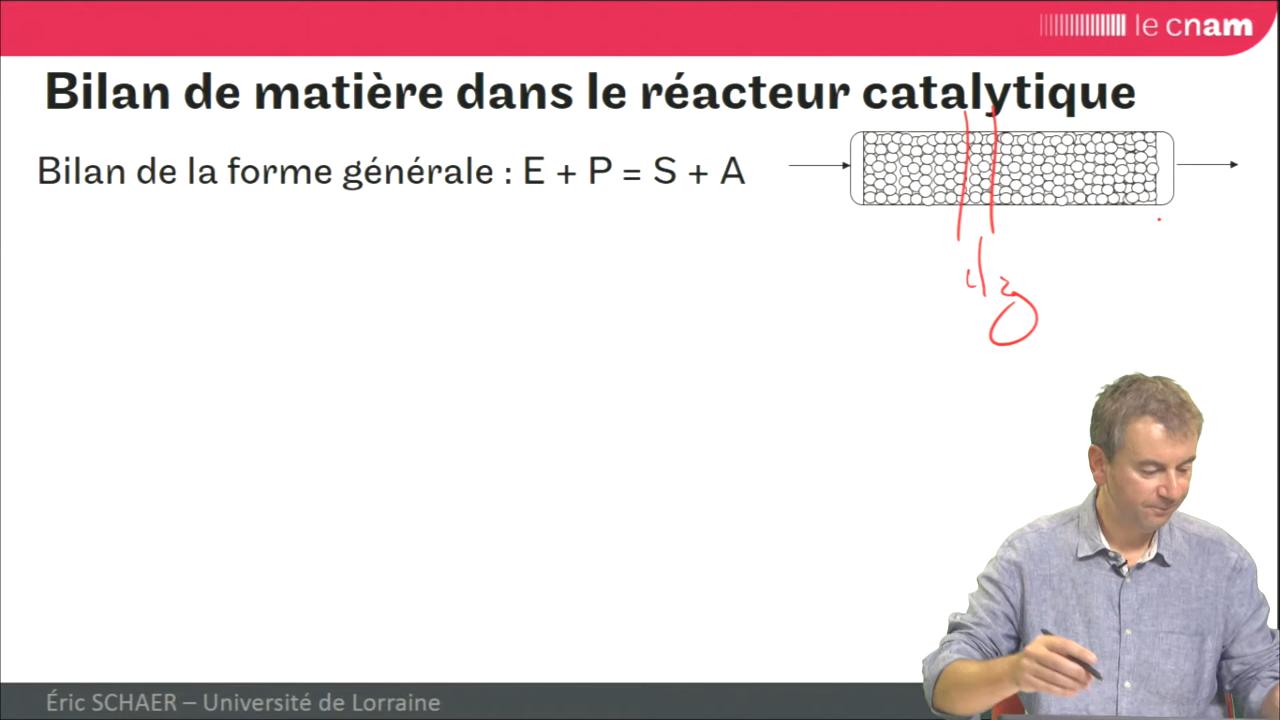 le cnam
Bilan de matière dans le réacteur catalytique
Bilan de la forme générale : E + P = S + A
Éric SCHAER – Université de Lorraine